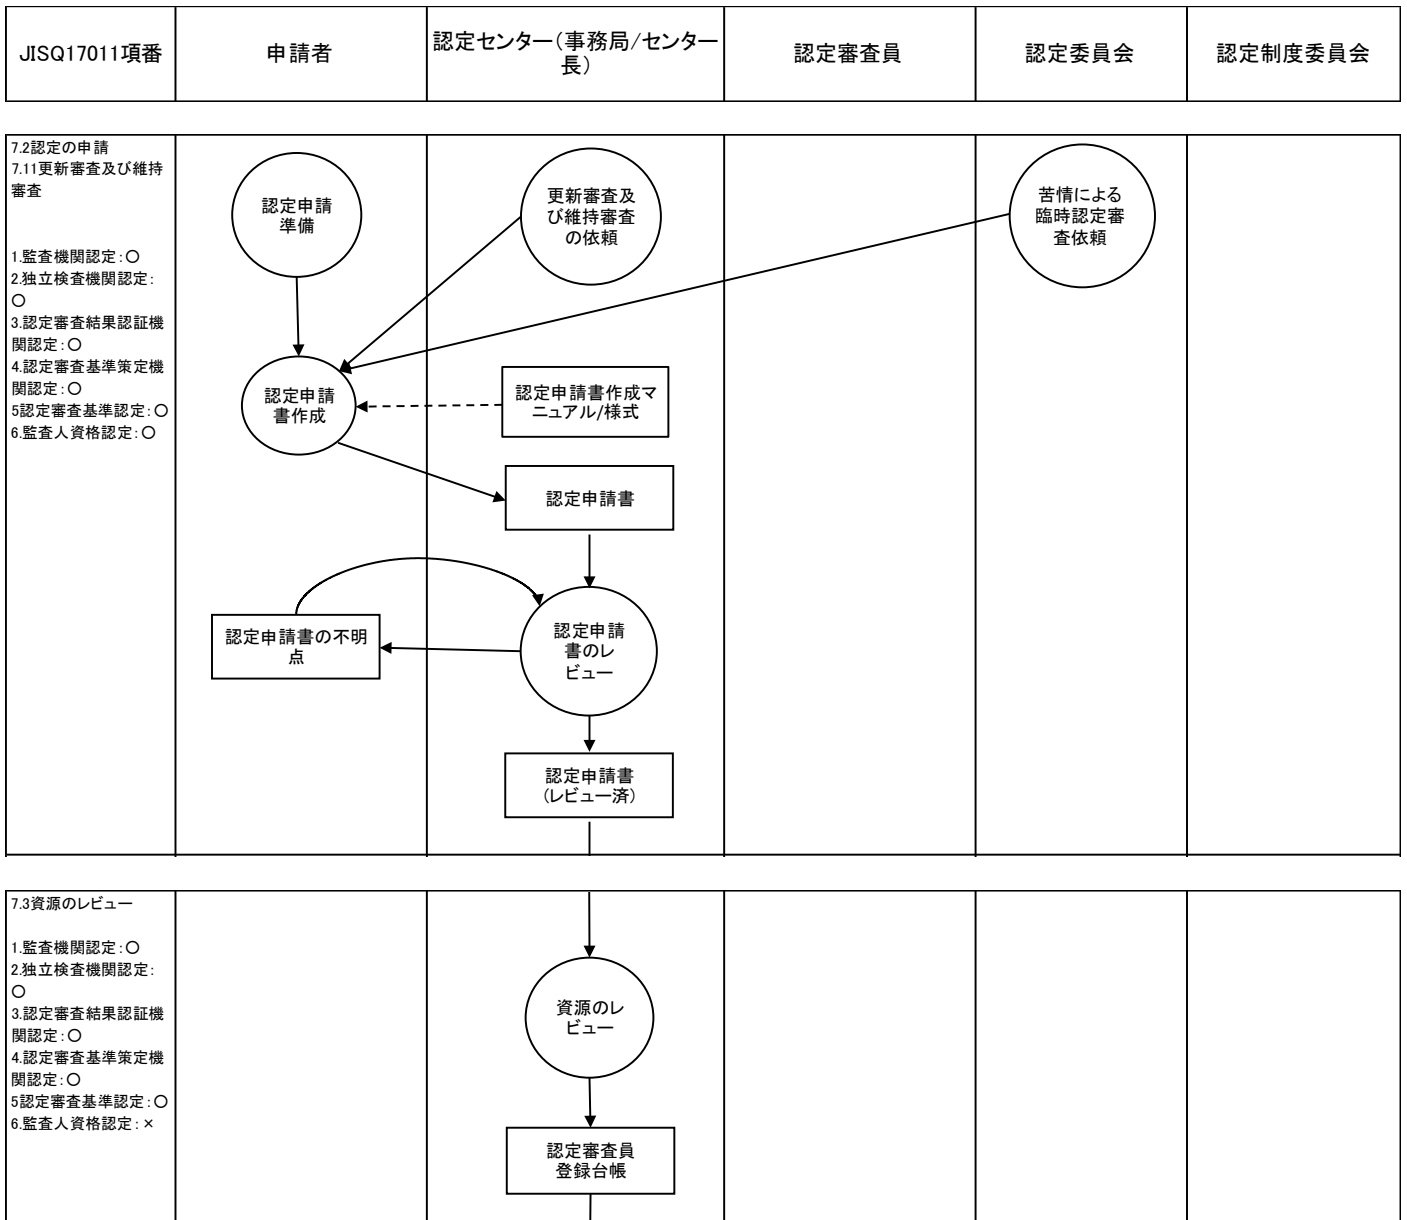 JISQ17011項番
申請者
認定センター（事務局/センター
長）
認定審査員
認定委員会
認定制度委員会
7.2認定の申請
7.11更新審査及び維持
審査
1.監査機関認定：○
2.独立検査機関認定：
○
3.認定審査結果認証機
関認定：○
4.認定審査基準策定機
関認定：○
5認定審査基準認定：○
6.監査人資格認定：○
認定申請
準備
更新審査及
び維持審査
の依頼
苦情による
臨時認定審
査依頼
認定申請
書作成
認定申請書作成マ
ニュアル/様式
認定申請書
認定申請書の不明
点
認定申請
書のレ
ビュー
認定申請書
（レビュー済）
7.3資源のレビュー
1.監査機関認定：○
2.独立検査機関認定：
○
3.認定審査結果認証機
関認定：○
4.認定審査基準策定機
関認定：○
5認定審査基準認定：○
6.監査人資格認定：×
資源のレ
ビュー
認定審査員
登録台帳